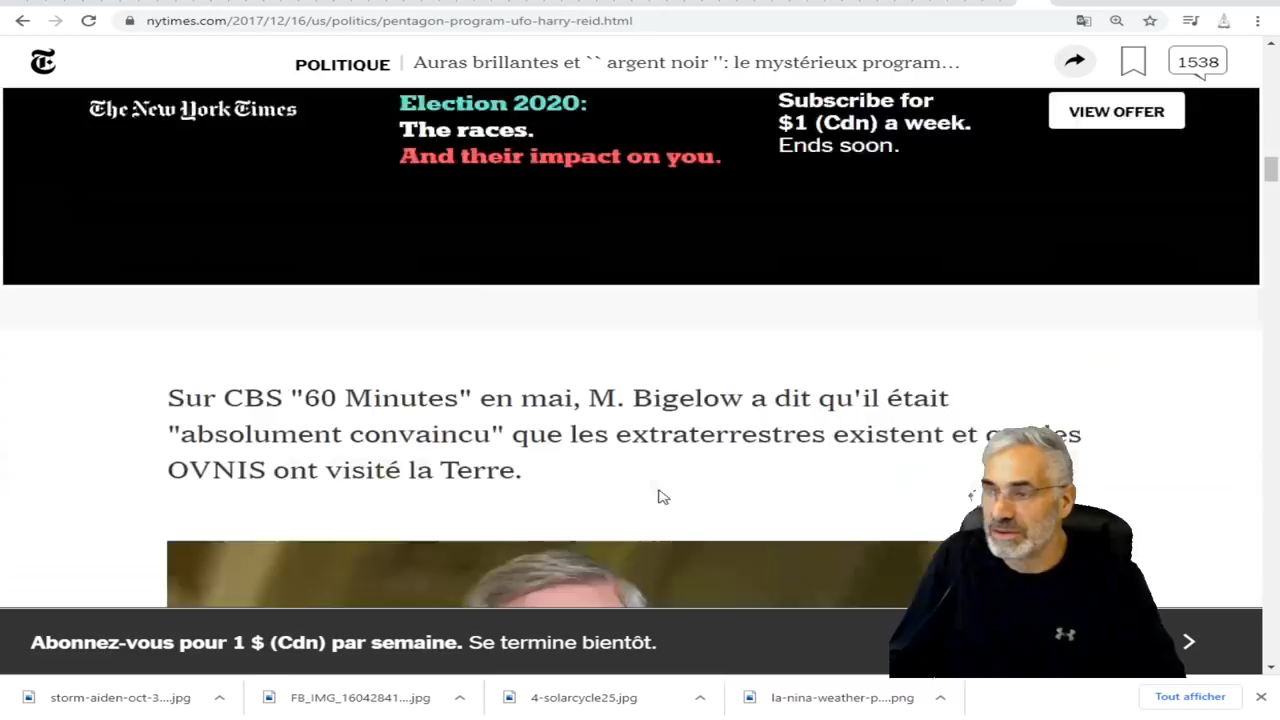 nytimes.com/2017/12/16/us/politics/pentagon-program-ufo-harry-reid.html
POLITIQUE | Auras brillantes et `` argent noir '': le mystérieux program... 1538
The New York Times
Election 2020:
The races.
And their impact on you.
Subscribe for
$1 (Cdn) a week.
Ends soon.
VIEW OFFER
Sur CBS "60 Minutes" en mai, M. Bigelow a dit qu'il était
"absolument convaincu" que les extraterrestres existent et
OVNIS ont visité la Terre.
Abonnez-vous pour 1 $ (Cdn) par semaine. Se termine bientôt.
storm-aiden-oct-3....jpg FB_IMG_16042841....jpg 4-solarcycle25.jpg la-nina-weather-p....png Tout afficher